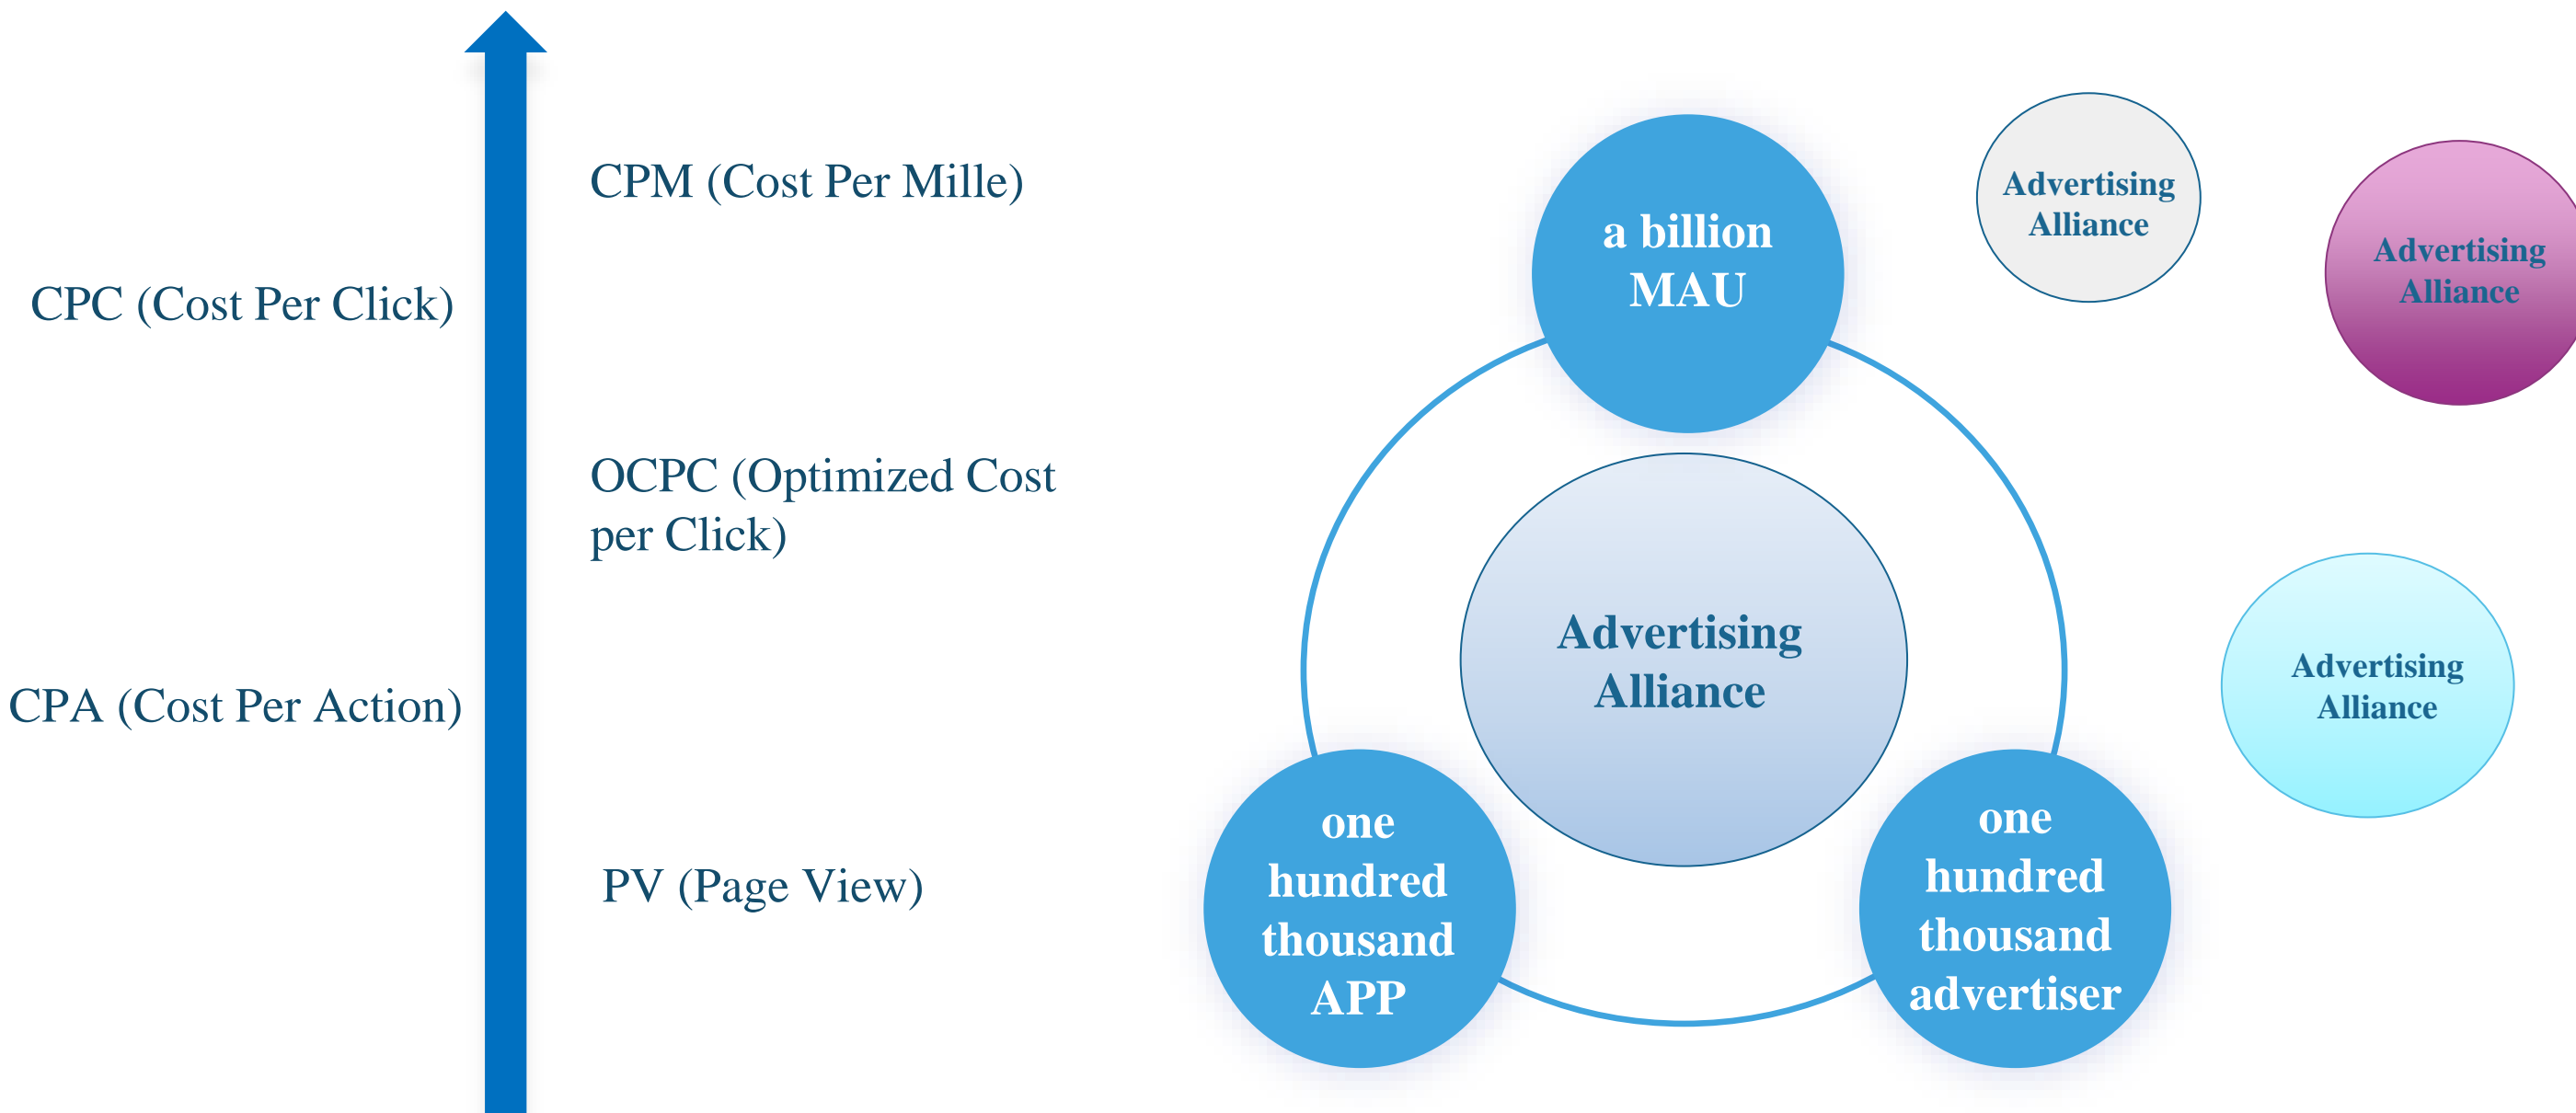 CPM (Cost Per Mille)
CPC (Cost Per Click)
OCPC (Optimized Cost
per Click)
CPA (Cost Per Action)
PV (Page View)
a billion
MAU
Advertising
Alliance
one
hundred
thousand
APP
one
hundred
thousand
advertiser
Advertising
Alliance
Advertising
Alliance
Advertising
Alliance